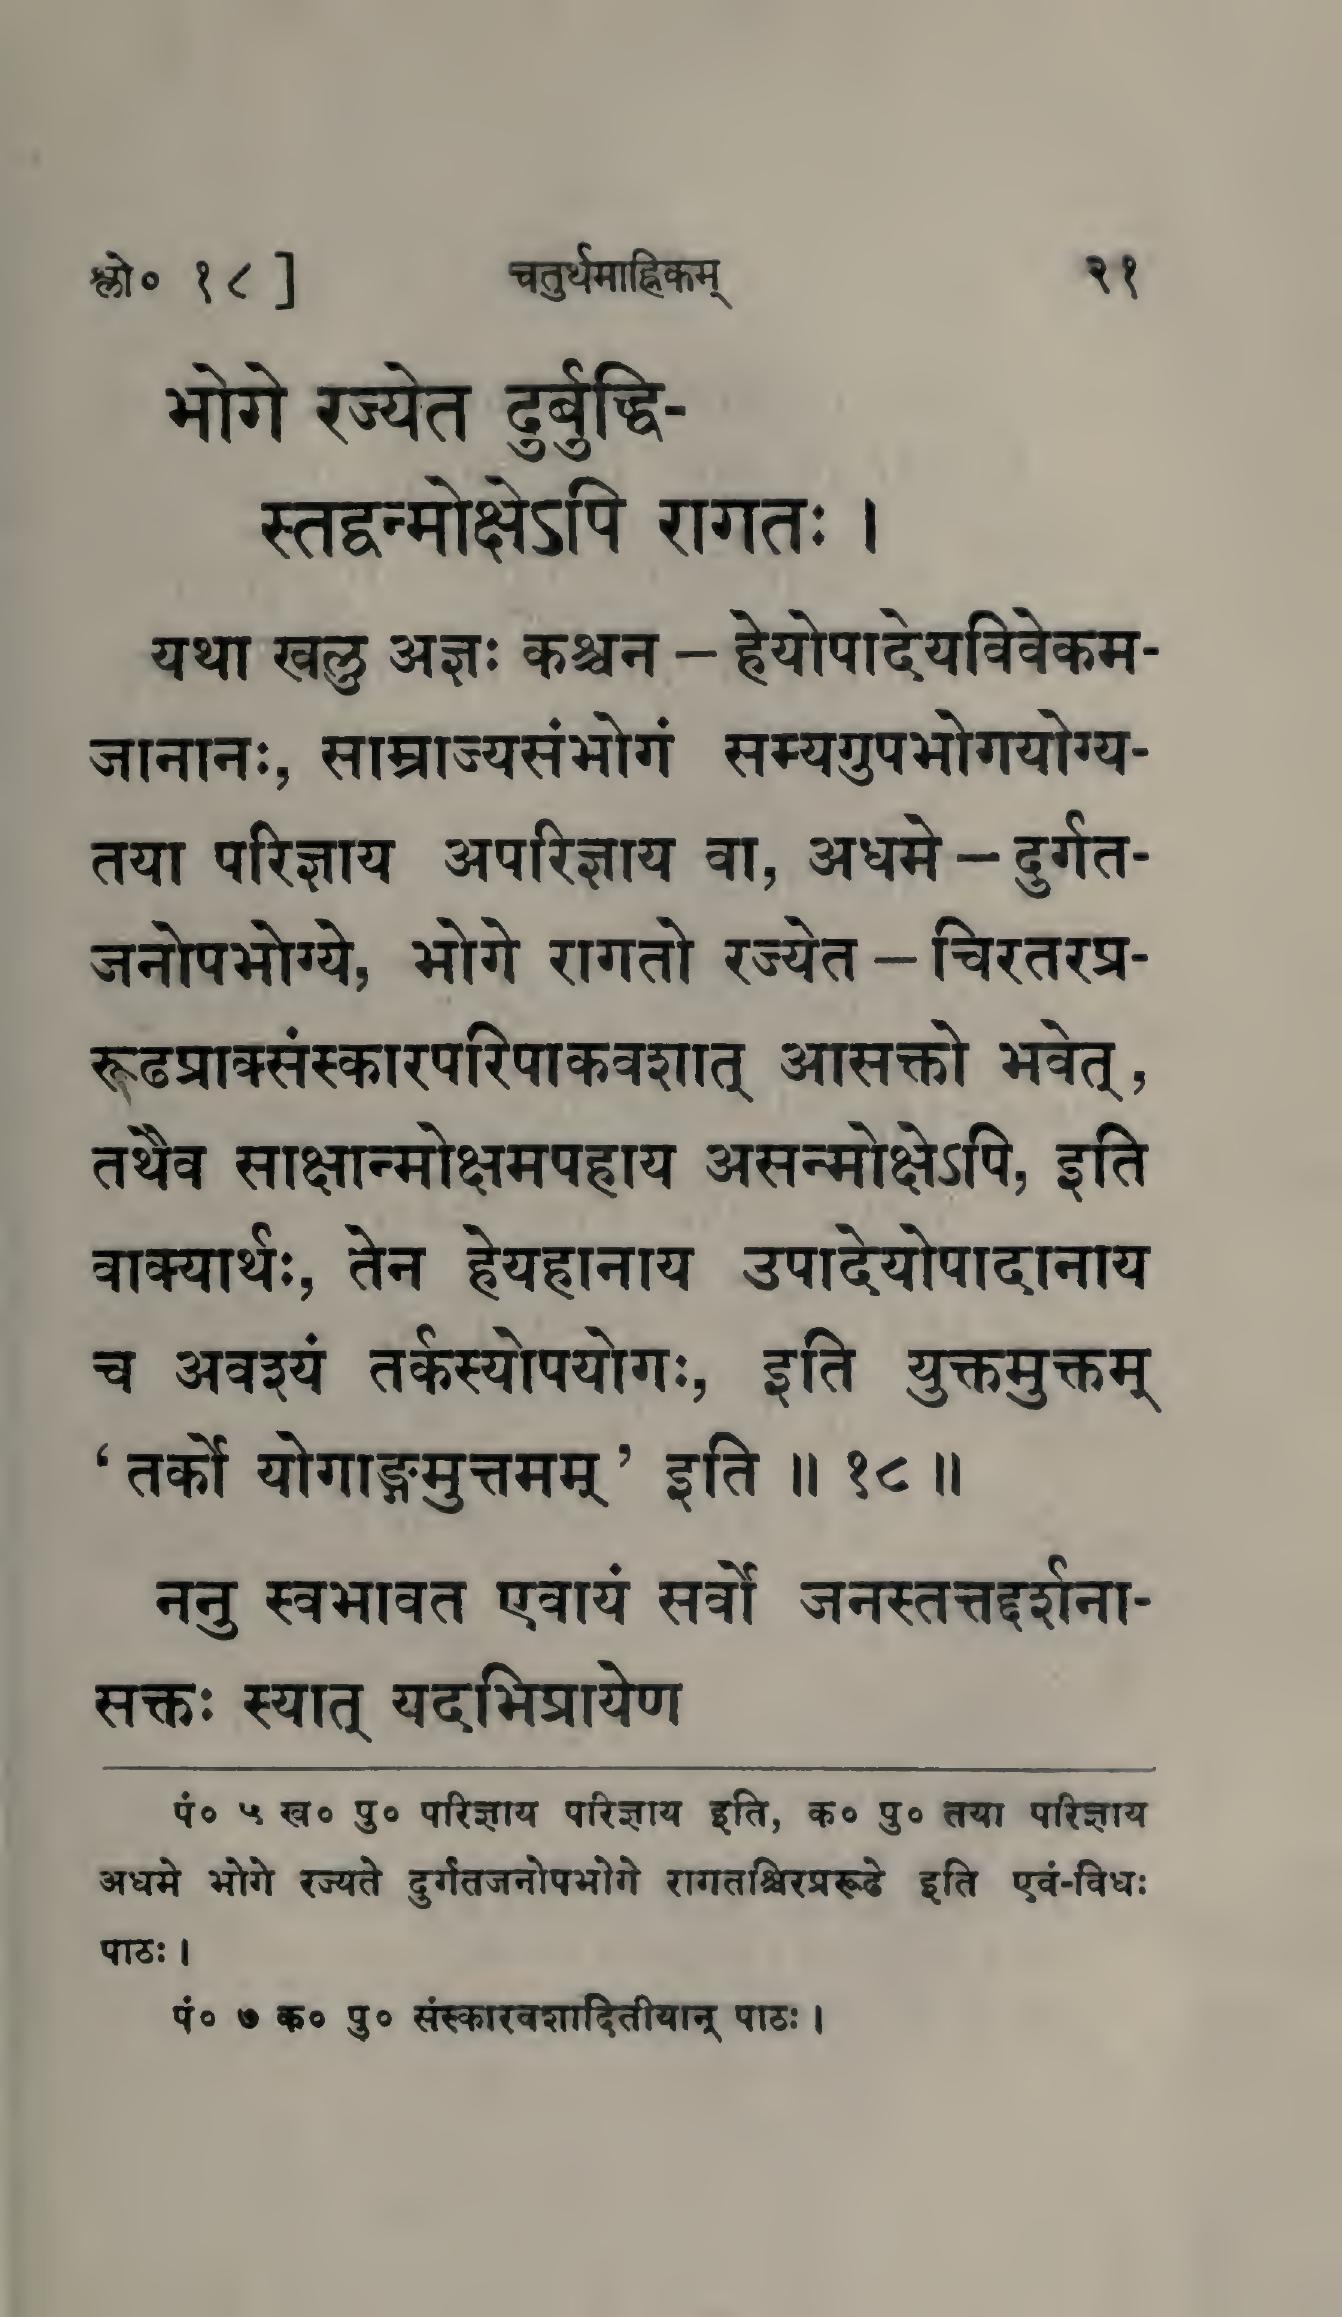 श्लो० १८ ] चतुर्थमाह्निकम् २१
भोगे रज्येत दुर्बुद्धि-
स्तद्वन्मोक्षेऽपि रागतः ।
यथा खलु अज्ञः कश्चन – हेयोपादेयविवेकम-
जानानः, साम्राज्यसंभोगं सम्यगुपभोगयोग्य-
तया परिज्ञाय अपरिज्ञाय वा, अधमे – दुर्गत-
जनोपभोग्ये, भोगे रागतो रज्येत – चिरतरप्र-
रूढप्राक्संस्कारपरिपाकवशात् आसक्तो भवेत्,
तथैव साक्षान्मोक्षमपहाय असन्मोक्षेऽपि, इति
वाक्यार्थः, तेन हेयहानाय उपादेयोपादानाय
च अवश्यं तर्कस्योपयोगः, इति युक्तमुक्तम्
‘ तर्को योगाङ्गमुत्तमम् ’ इति ॥ १८ ॥
ननु स्वभावत एवायं सर्वो जनस्तत्तद्दर्शना-
सक्तः स्यात् यदभिप्रायेण
पं० ५ ख० पु० परिज्ञाय परिज्ञाय इति, क० पु० तया परिज्ञाय
अधमे भोगे रज्यते दुर्गतजनोपभोगे रागतश्चिरप्ररूढे इति एवं-विधः
पाठः ।
पं० ७ क० पु० संस्कारवशादितीयान् पाठः ।